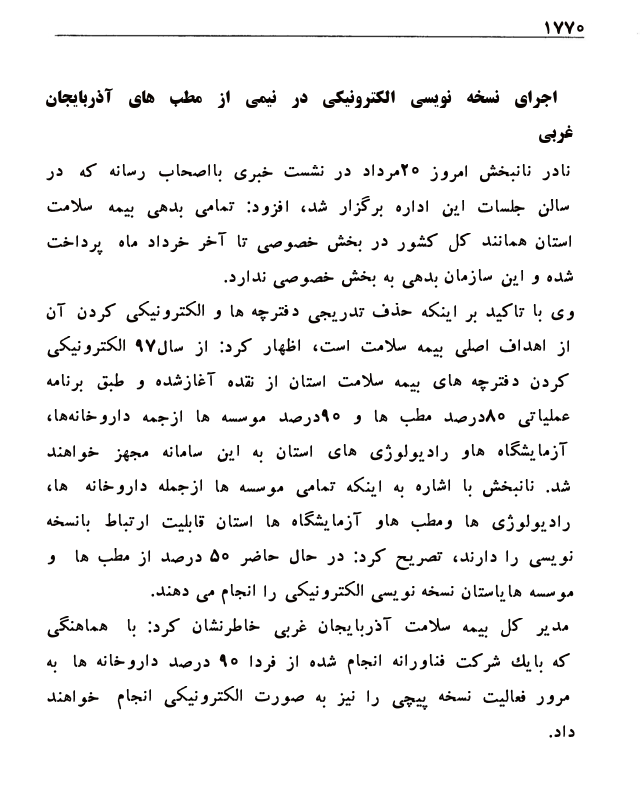 ۱۷۷۰
اجرای نسخه نویسی الکترونیکی در نیمی از مطب های آذربایجان
غربی
نادر نانبخش امروز ۲۰مرداد در نشست خبری بااصحاب رسانه که در
سالن جلسات این اداره برگزار شد، افزود: تمامی بدهی بیمه سلامت
استان همانند کل کشور در بخش خصوصی تا آخر خرداد ماه پرداخت
شده و این سازمان بدهی به بخش خصوصی ندارد.
وی با تاکید بر اینکه حذف تدریجی دفترچه ها و الکترونیکی کردن آن
از اهداف اصلی بیمه سلامت است، اظهار کرد: از سال۹۷ الکترونیکی
کردن دفترچه های بیمه سلامت استان از نقده آغازشده و طبق برنامه
عملیاتی ۸۰درصد مطب ها و ۹۰درصد موسسه ها ازجمه داروخانه‌ها،
آزمایشگاه هاو رادیولوژی های استان به این سامانه مجهز خواهند
شد. نانبخش با اشاره به اینکه تمامی موسسه ها ازجمله داروخانه ها،
رادیولوژی ها ومطب هاو آزمایشگاه ها استان قابلیت ارتباط بانسخه
نویسی را دارند، تصریح کرد: در حال حاضر ۵۰ درصد از مطب ها و
موسسه هایاستان نسخه نویسی الکترونیکی را انجام می دهند.
مدیر کل بیمه سلامت آذربایجان غربی خاطرنشان کرد: با هماهنگی
که بایك شرکت فناورانه انجام شده از فردا ۹۰ درصد داروخانه ها به
مرور فعالیت نسخه پیچی را نیز به صورت الکترونیکی انجام خواهند
داد.